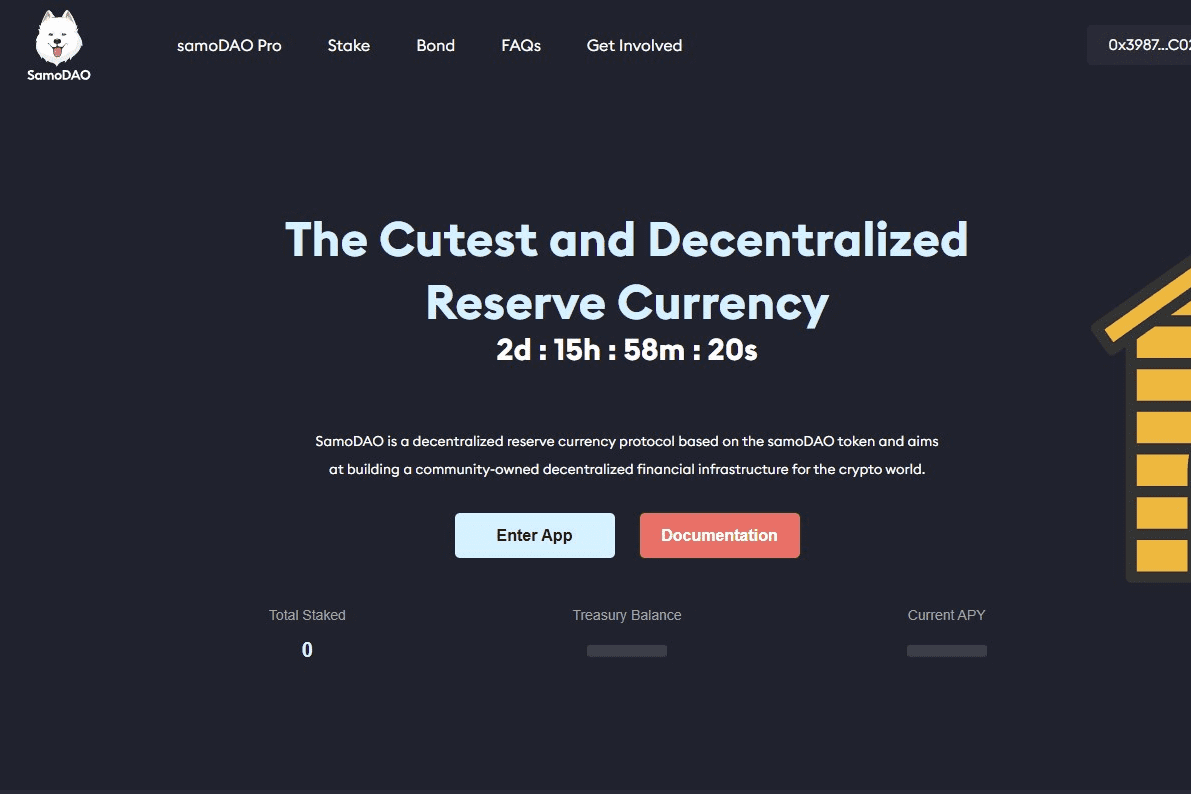 SamoDAO
samoDAO Pro
Stake
Bond
FAQs
Get Involved
0x3987...C02
The Cutest and Decentralized
Reserve Currency
2d : 15h : 58m : 20s
SamoDAO is a decentralized reserve currency protocol based on the samoDAO token and aims
at building a community-owned decentralized financial infrastructure for the crypto world.
Enter App
Documentation
Total Staked
0
Treasury Balance
Current APY